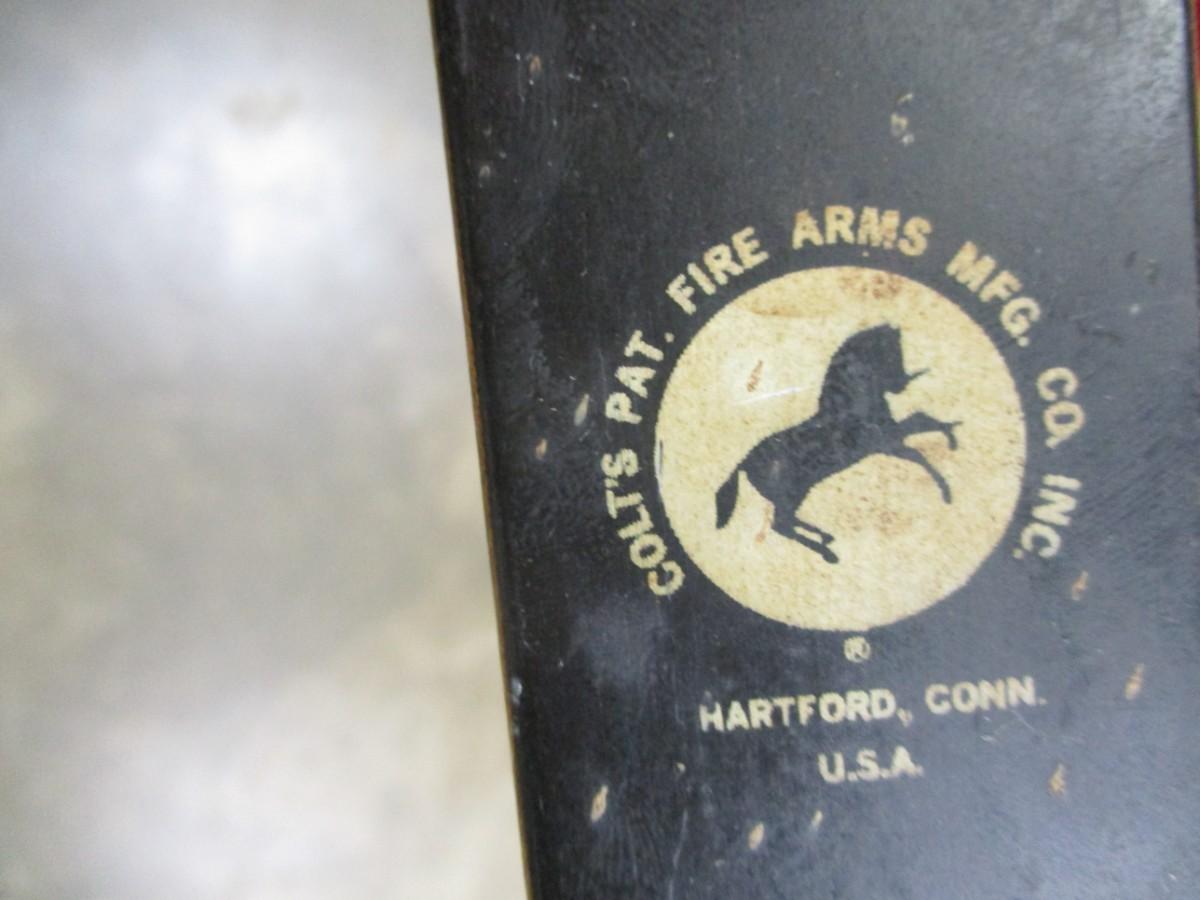 COLT'S PAT. FIRE ARMS MFG. CO. INC.
®
HARTFORD, CONN.
U.S.A.